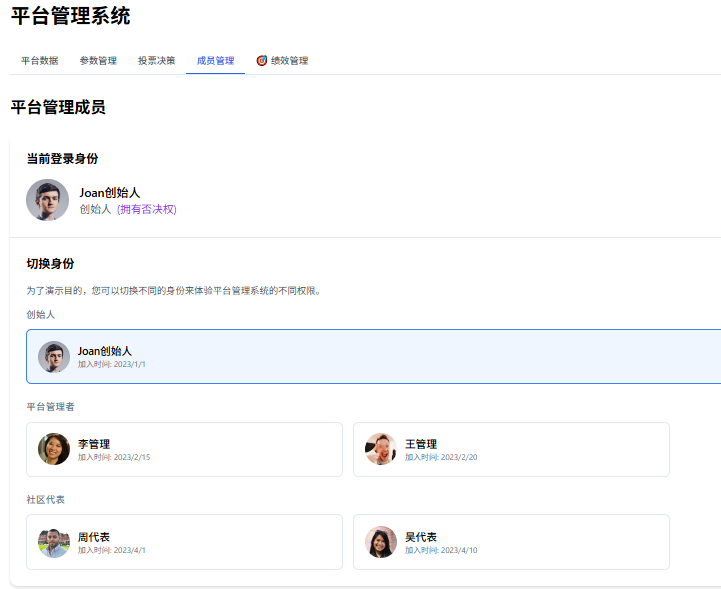 平台管理系统
平台数据 参数管理 投票决策 成员管理 🎯 绩效管理
平台管理成员
当前登录身份
Joan创始人
创始人 (拥有否决权)
切换身份
为了演示目的，您可以切换不同的身份来体验平台管理系统的不同权限。
创始人
Joan创始人
加入时间: 2023/1/1
平台管理者
李管理
加入时间: 2023/2/15
王管理
加入时间: 2023/2/20
社区代表
周代表
加入时间: 2023/4/1
吴代表
加入时间: 2023/4/10